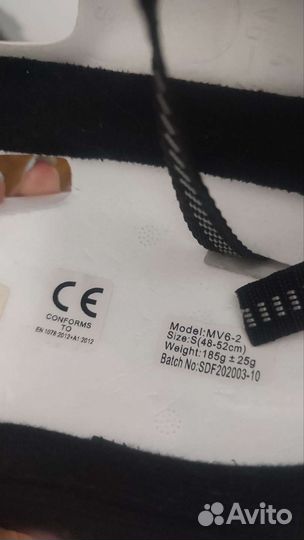 CE
CONFORMS
TO
EN 1078:2012+A1:2012
Model:MV6-2
Size:S(48-52cm)
Weight:185g ± 25g
Batch No:SDF202003-10
Avito